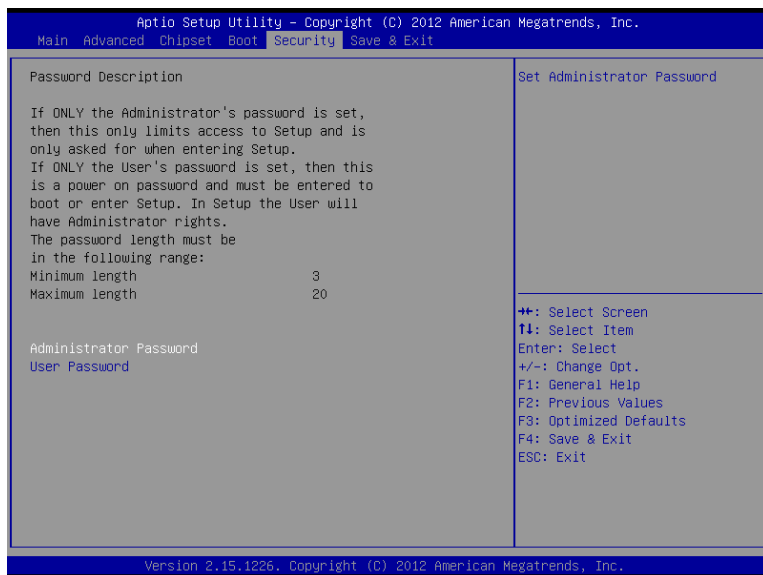 Aptio Setup Utility – Copyright (C) 2012 American Megatrends, Inc.
Main Advanced Chipset Boot Security Save & Exit
Password Description
If ONLY the Administrator's password is set,
then this only limits access to Setup and is
only asked for when entering Setup.
If ONLY the User's password is set, then this
is a power on password and must be entered to
boot or enter Setup. In Setup the User will
have Administrator rights.
The password length must be
in the following range:
Minimum length 3
Maximum length 20
Administrator Password
User Password
Set Administrator Password
→←: Select Screen
↑↓: Select Item
Enter: Select
+/-: Change Opt.
F1: General Help
F2: Previous Values
F3: Optimized Defaults
F4: Save & Exit
ESC: Exit
Version 2.15.1226. Copyright (C) 2012 American Megatrends, Inc.